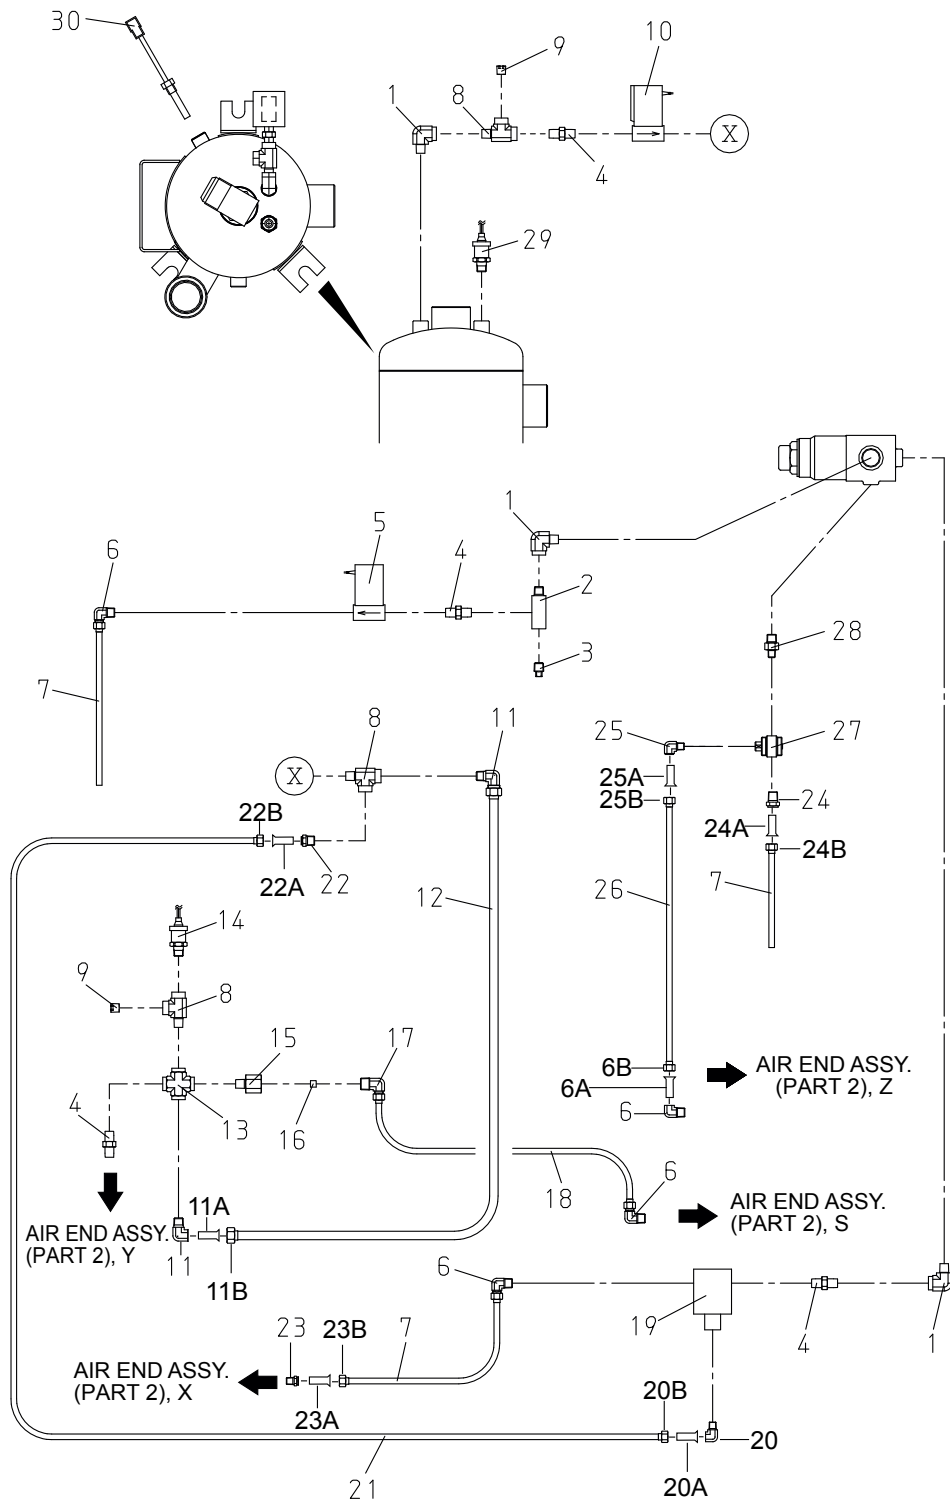 30
9
10
1
8
X
4
29
1
5
6
4
2
28
3
7
8
11
25
27
X
25A
22B
25B
24
24A
24B
22A
22
12
26
7
14
9
8
15
17
6B
AIR END ASSY.
(PART 2), Z
6A
4
13
16
6
18
6
11A
AIR END ASSY.
(PART 2), S
AIR END ASSY.
(PART 2), Y
11
11B
6
19
4
1
23
23B
7
AIR END ASSY.
(PART 2), X
23A
20B
20
20A
21